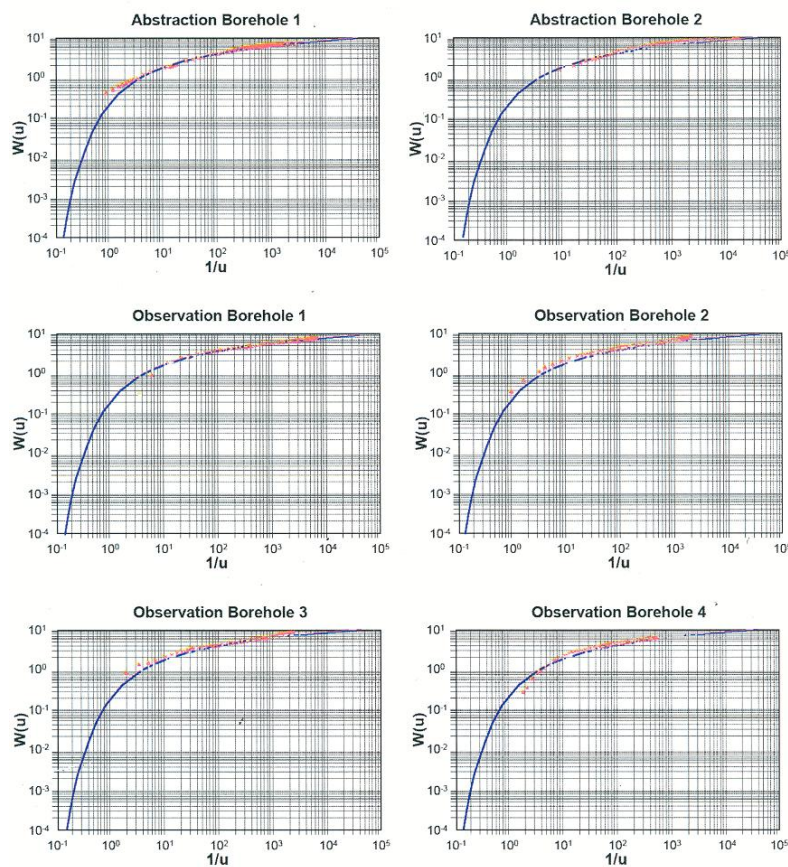 Abstraction Borehole 1
10¹
10⁰
10⁻¹
10⁻²
10⁻³
10⁻⁴
W(u)
10⁻¹ 10⁰ 10¹ 10² 10³ 10⁴ 10⁵
1/u
Abstraction Borehole 2
10¹
10⁰
10⁻¹
10⁻²
10⁻³
10⁻⁴
W(u)
10⁻¹ 10⁰ 10¹ 10² 10³ 10⁴ 10⁵
1/u
Observation Borehole 1
10¹
10⁰
10⁻¹
10⁻²
10⁻³
10⁻⁴
W(u)
10⁻¹ 10⁰ 10¹ 10² 10³ 10⁴ 10⁵
1/u
Observation Borehole 2
10¹
10⁰
10⁻¹
10⁻²
10⁻³
10⁻⁴
W(u)
10⁻¹ 10⁰ 10¹ 10² 10³ 10⁴ 10⁵
1/u
Observation Borehole 3
10¹
10⁰
10⁻¹
10⁻²
10⁻³
10⁻⁴
W(u)
10⁻¹ 10⁰ 10¹ 10² 10³ 10⁴ 10⁵
1/u
Observation Borehole 4
10¹
10⁰
10⁻¹
10⁻²
10⁻³
10⁻⁴
W(u)
10⁻¹ 10⁰ 10¹ 10² 10³ 10⁴ 10⁵
1/u